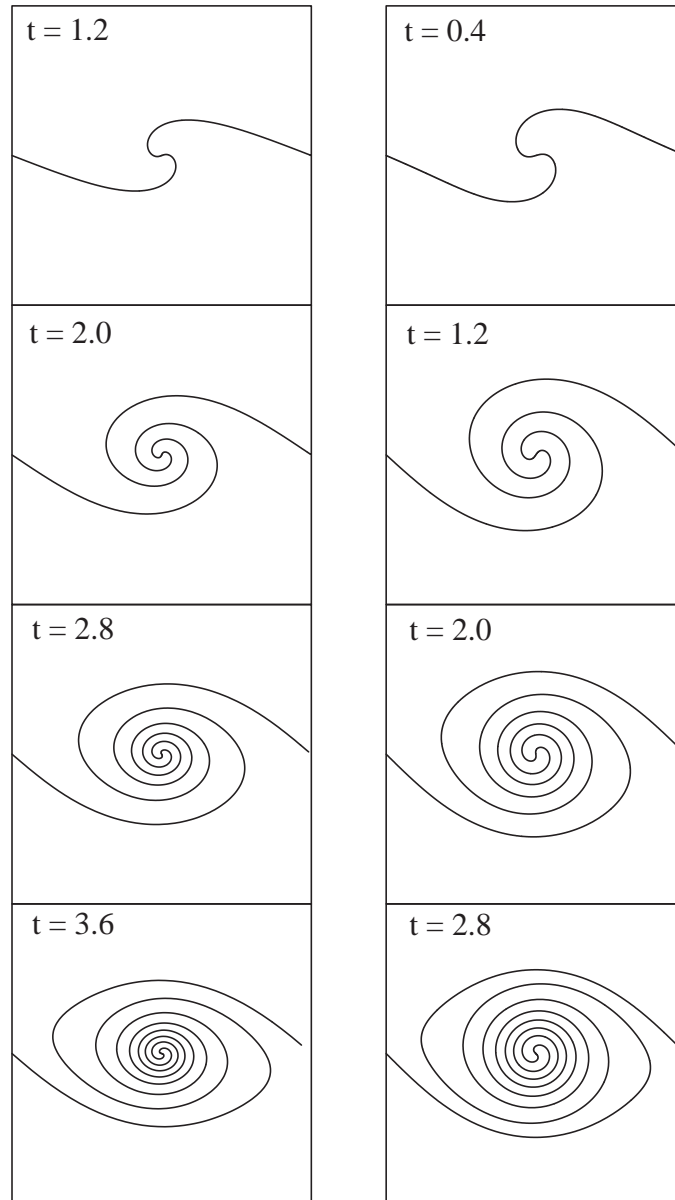 t = 1.2
t = 0.4
t = 2.0
t = 1.2
t = 2.8
t = 2.0
t = 3.6
t = 2.8